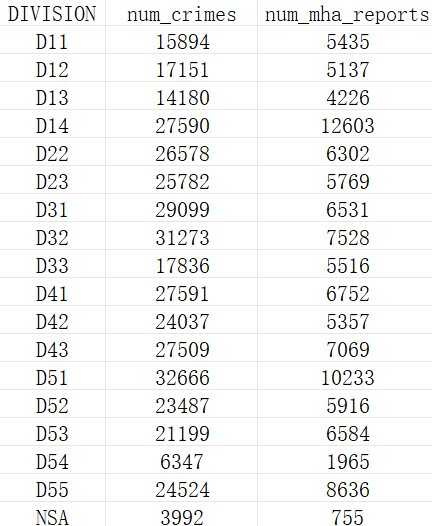 DIVISION num_crimes num_mha_reports
D11 15894 5435
D12 17151 5137
D13 14180 4226
D14 27590 12603
D22 26578 6302
D23 25782 5769
D31 29099 6531
D32 31273 7528
D33 17836 5516
D41 27591 6752
D42 24037 5357
D43 27509 7069
D51 32666 10233
D52 23487 5916
D53 21199 6584
D54 6347 1965
D55 24524 8636
NSA 3992 755